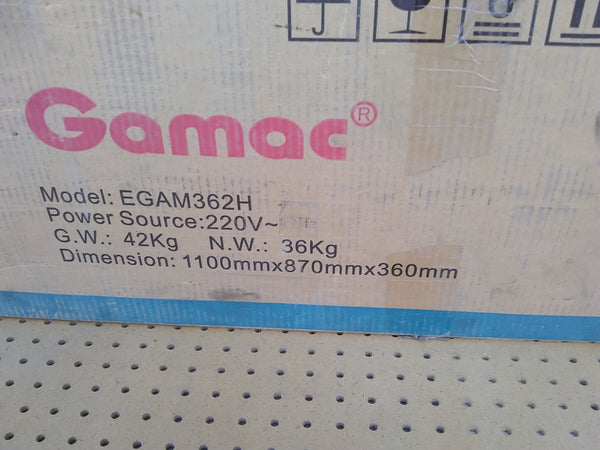 Gamac®
Model: EGAM362H
Power Source:220V~
G.W.: 42Kg N.W.: 36Kg
Dimension: 1100mmx870mmx360mm